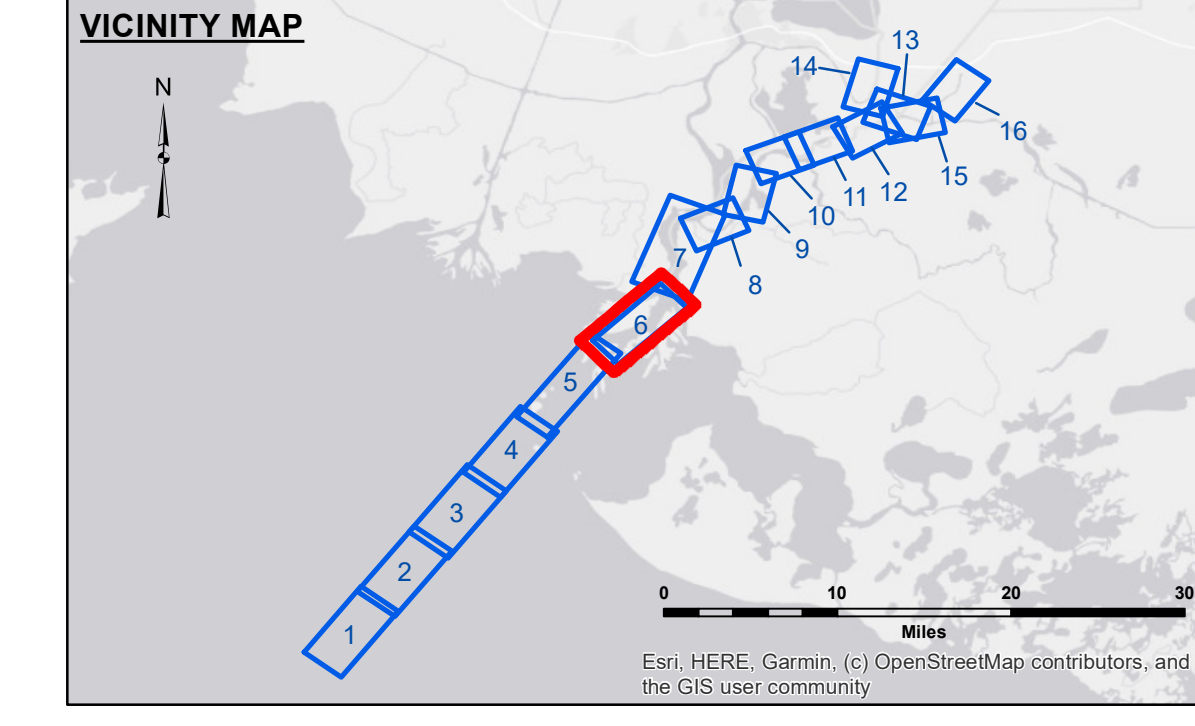 VICINITY MAP
N
13
14
16
15
12
11
10
9
8
7
6
5
4
3
2
1
0 10 20 30
Miles
Esri, HERE, Garmin, (c) OpenStreetMap contributors, and
the GIS user community